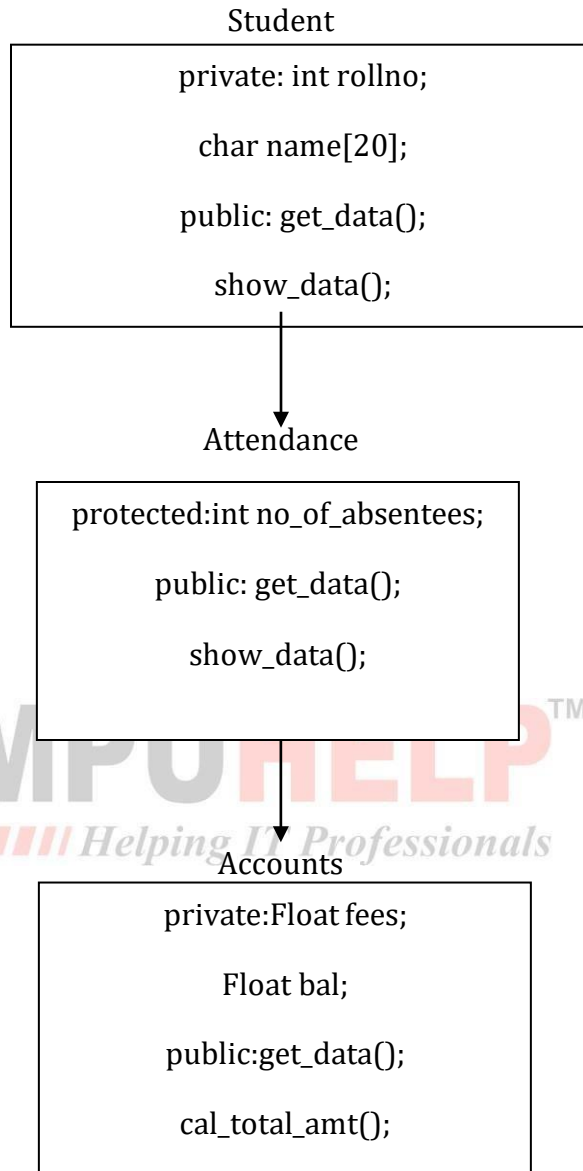 Student
private: int rollno;
char name[20];
public: get_data();
show_data();
Attendance
protected:int no_of_absentees;
public: get_data();
show_data();
MPUHELP™
Helping IT Professionals
Accounts
private:Float fees;
Float bal;
public:get_data();
cal_total_amt();